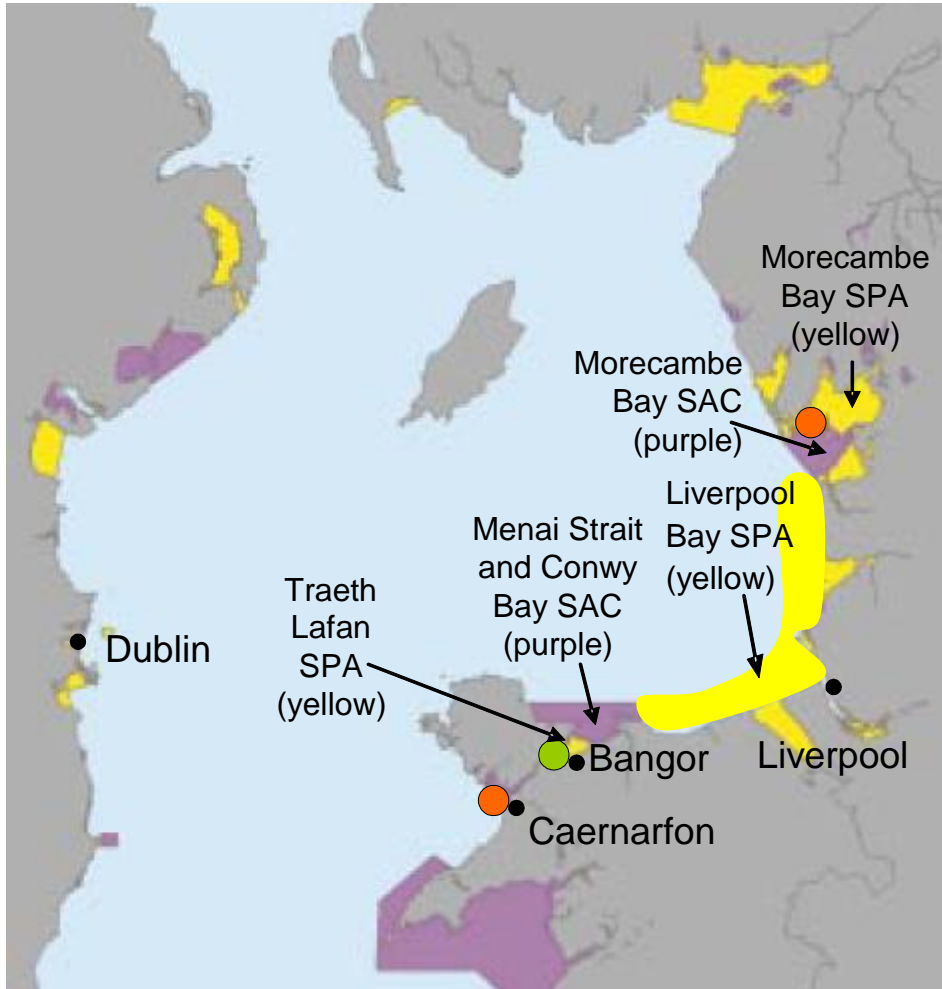 Morecambe
Bay SPA
(yellow)
Morecambe
Bay SAC
(purple)
Liverpool
Bay SPA
(yellow)
Menai Strait
and Conwy
Bay SAC
(purple)
Traeth
Lafan
SPA
(yellow)
Dublin
Bangor
Liverpool
Caernarfon